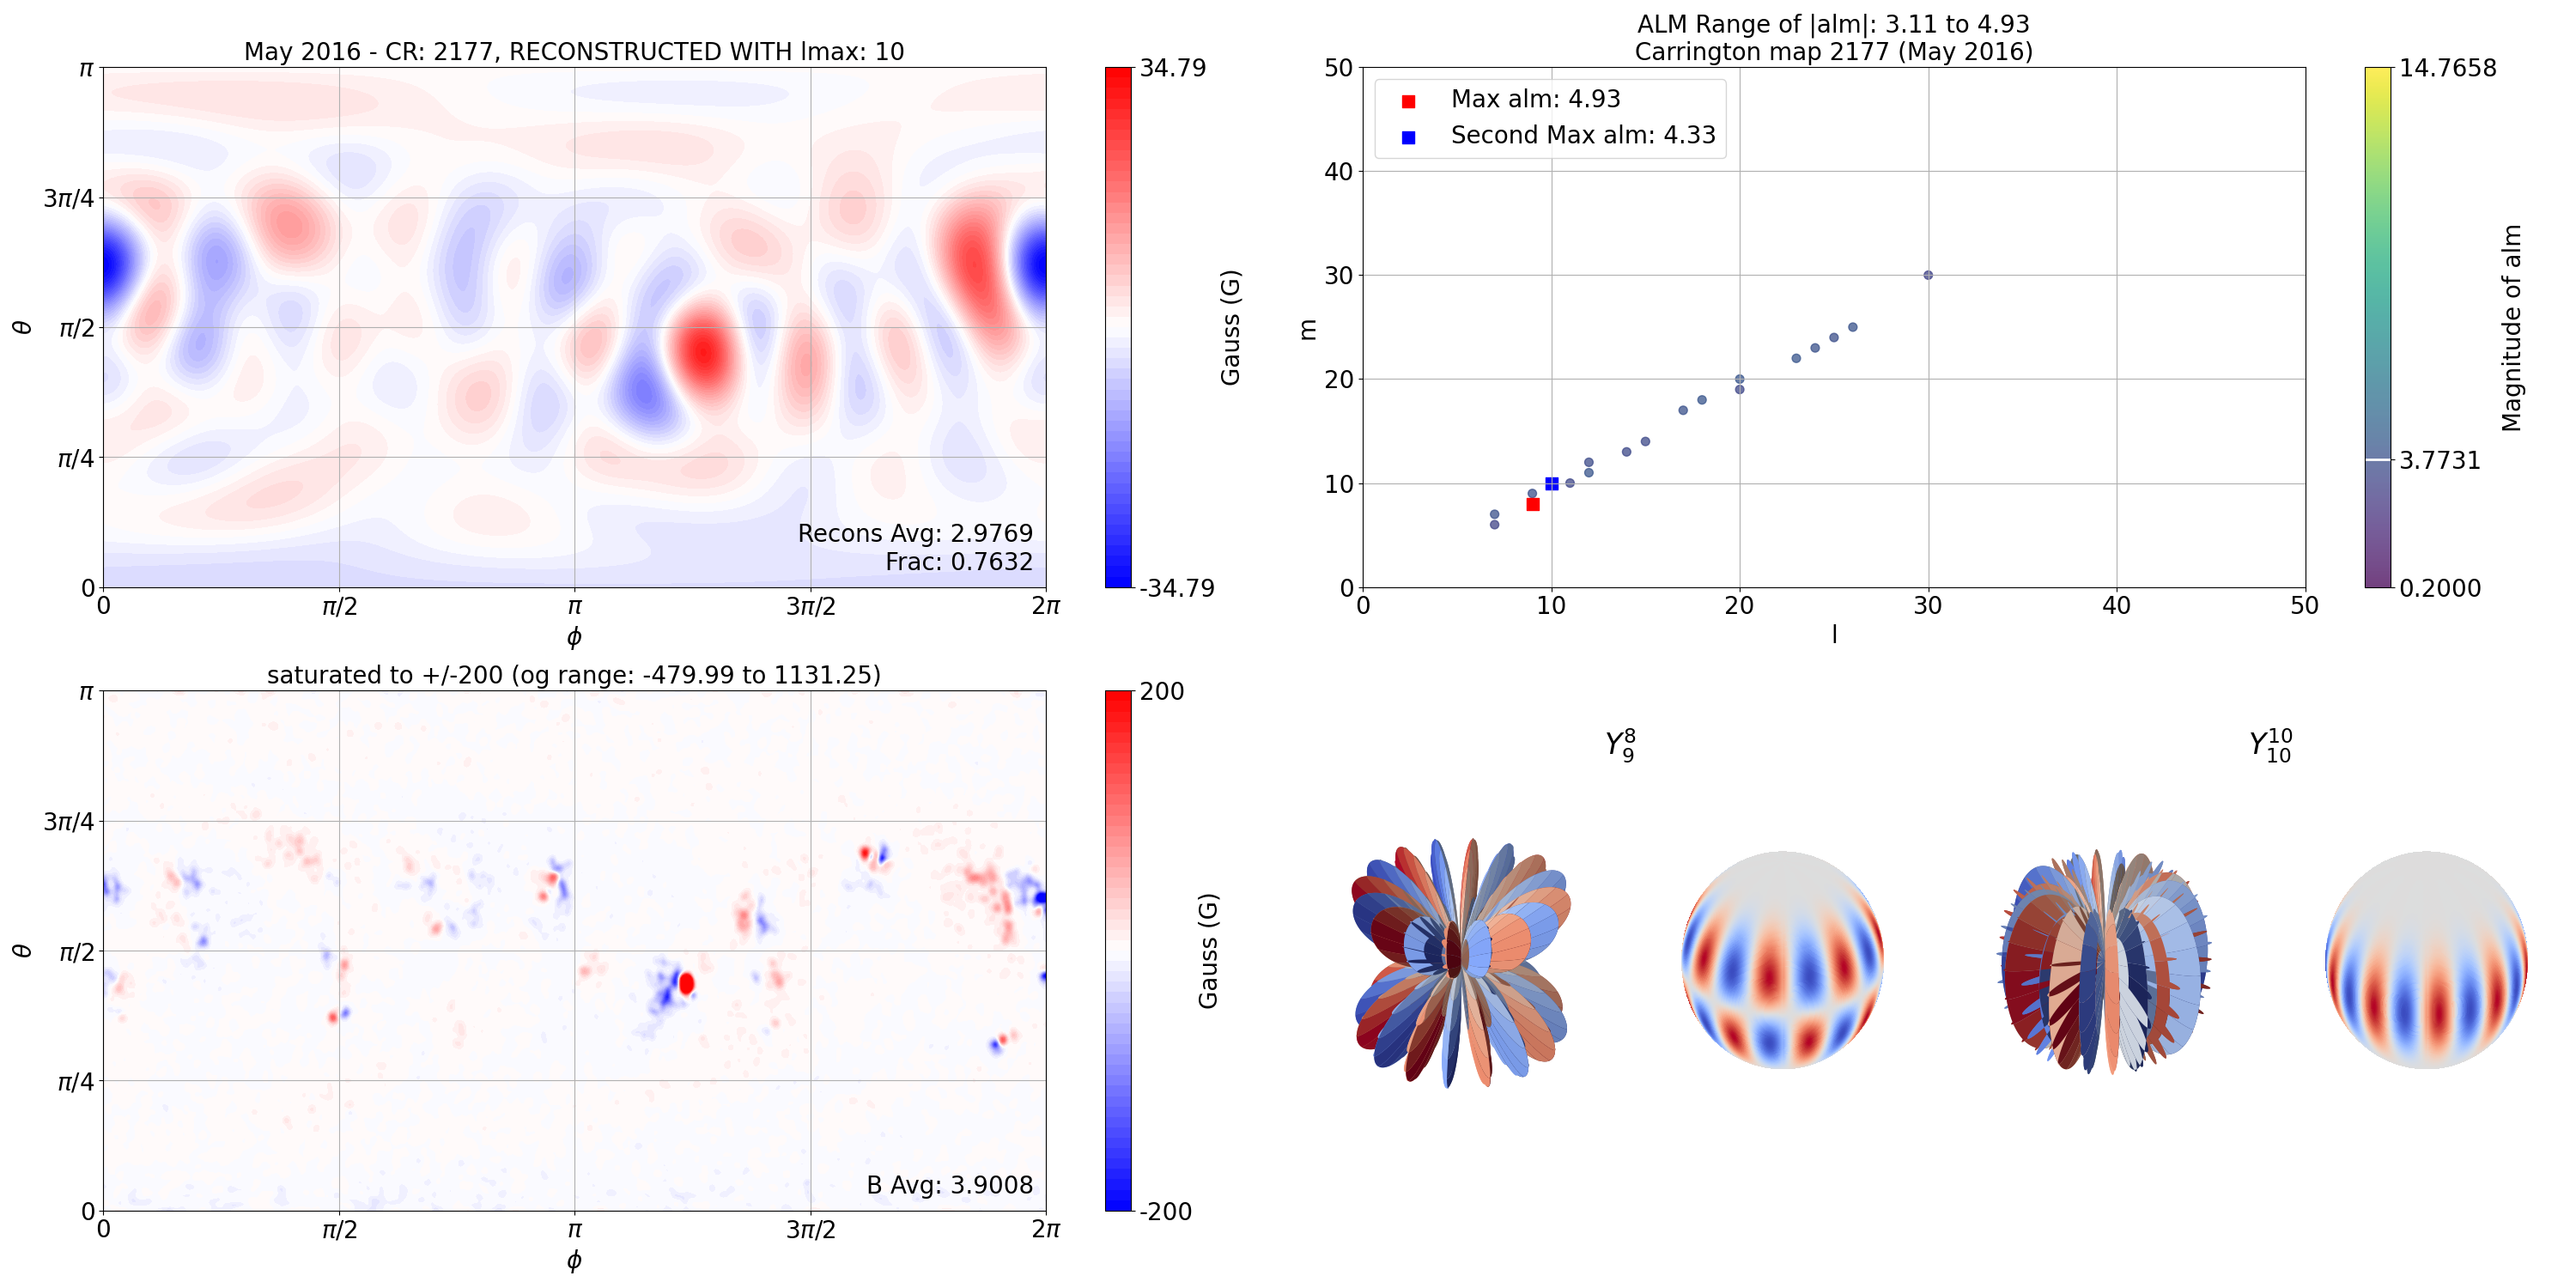 May 2016 - CR: 2177, RECONSTRUCTED WITH lmax: 10
π
3π/4
π/2
π/4
0
θ
0 π/2 π 3π/2 2π
ϕ
Recons Avg: 2.9769
Frac: 0.7632
34.79
-34.79
Gauss (G)
ALM Range of |alm|: 3.11 to 4.93
Carrington map 2177 (May 2016)
Max alm: 4.93
Second Max alm: 4.33
50
40
30
20
10
0
m
0 10 20 30 40 50
l
14.7658
3.7731
0.2000
Magnitude of alm
saturated to +/-200 (og range: -479.99 to 1131.25)
π
3π/4
π/2
π/4
0
θ
0 π/2 π 3π/2 2π
ϕ
B Avg: 3.9008
200
-200
Gauss (G)
Y_9^8
Y_{10}^{10}